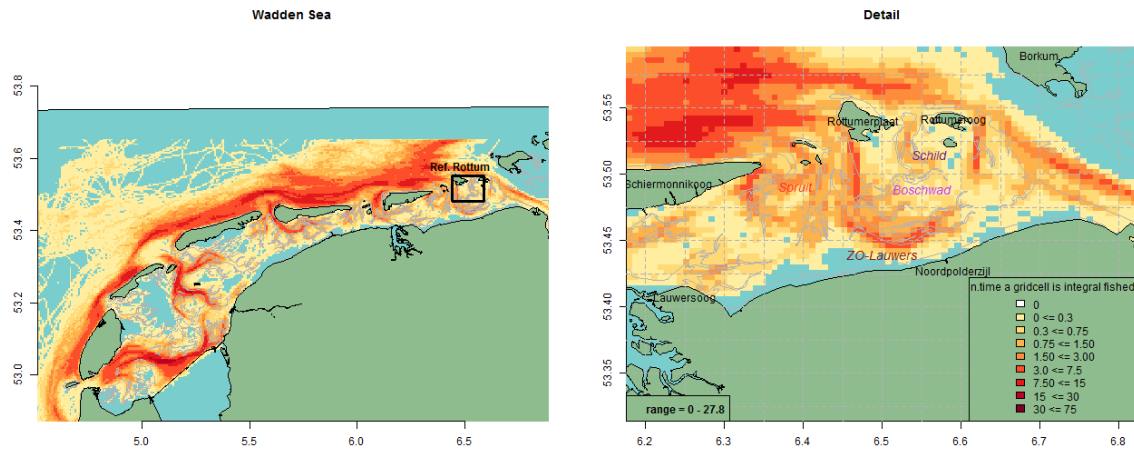 Wadden Sea
53.8
53.6
53.4
53.2
53.0
5.0
5.5
6.0
6.5
Ref. Rottum
Detail
53.55
53.50
53.45
53.40
53.35
6.2
6.3
6.4
6.5
6.6
6.7
6.8
Borkum
Rottumerplaat
Rottumeroog
Schild
Schiermonnikoog
Spruit
Boschwad
ZO-Lauwers
Noordpolderzijl
Lauwersoog
n.time a gridcell is integral fished
0
0 <= 0.3
0.3 <= 0.75
0.75 <= 1.50
1.50 <= 3.00
3.0 <= 7.5
7.50 <= 15
15 <= 30
30 <= 75
range = 0 - 27.8